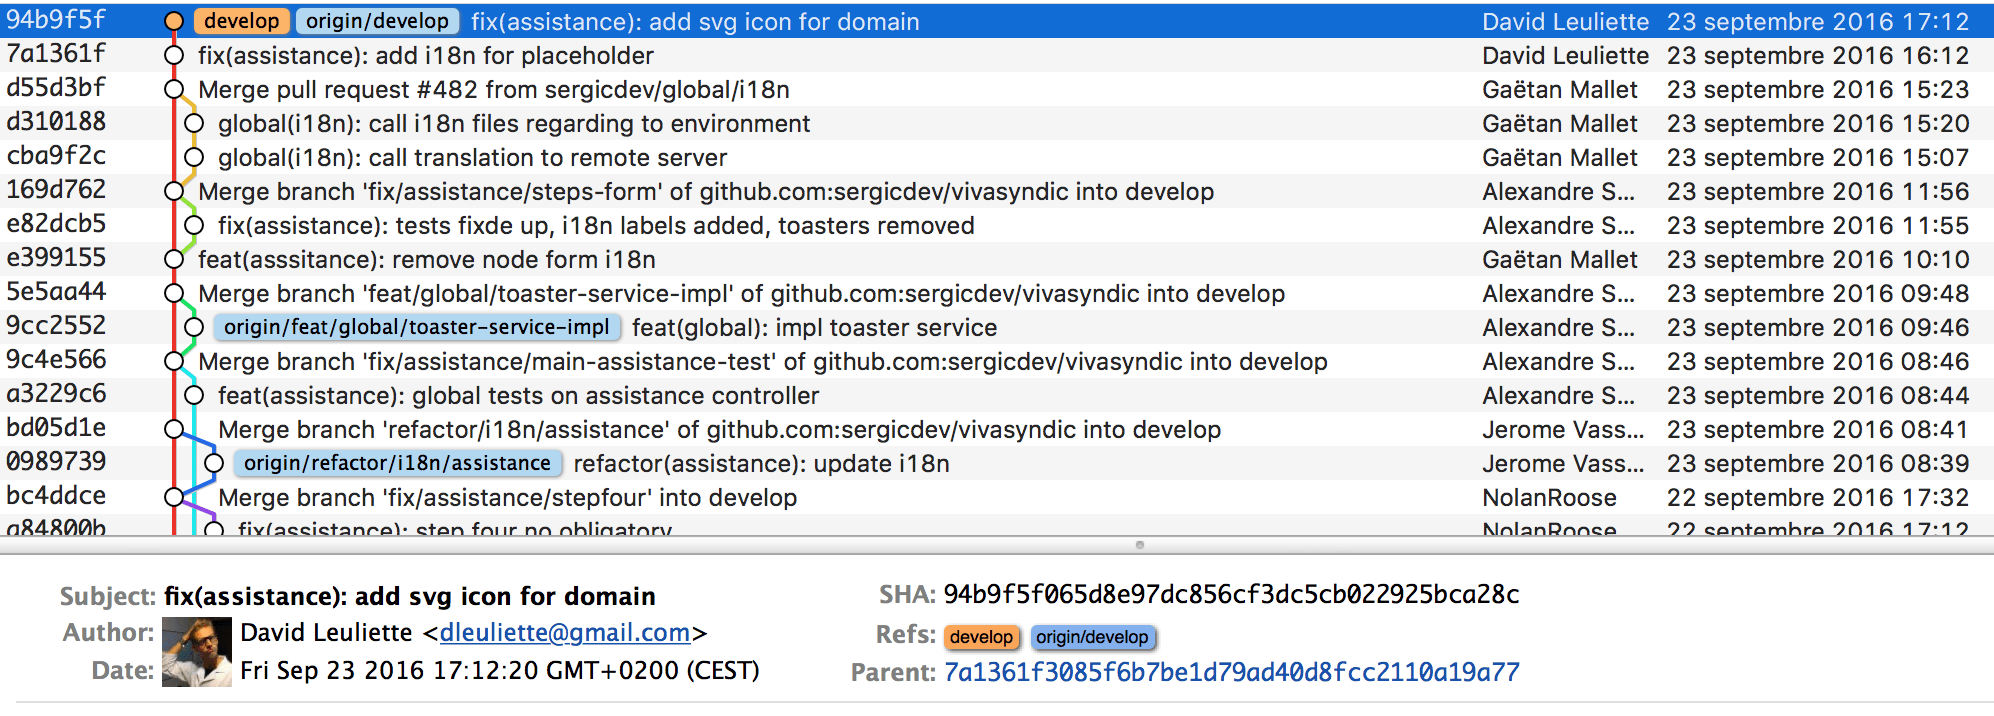 94b9f5f develop origin/develop fix(assistance): add svg icon for domain David Leuliette 23 septembre 2016 17:12
7a1361f fix(assistance): add i18n for placeholder David Leuliette 23 septembre 2016 16:12
d55d3bf Merge pull request #482 from sergicdev/global/i18n Gaëtan Mallet 23 septembre 2016 15:23
d310188 global(i18n): call i18n files regarding to environment Gaëtan Mallet 23 septembre 2016 15:20
cba9f2c global(i18n): call translation to remote server Gaëtan Mallet 23 septembre 2016 15:07
169d762 Merge branch 'fix/assistance/steps-form' of github.com:sergicdev/vivasyndic into develop Alexandre S... 23 septembre 2016 11:56
e82dcb5 fix(assistance): tests fixde up, i18n labels added, toasters removed Alexandre S... 23 septembre 2016 11:55
e399155 feat(asssitance): remove node form i18n Gaëtan Mallet 23 septembre 2016 10:10
5e5aa44 Merge branch 'feat/global/toaster-service-impl' of github.com:sergicdev/vivasyndic into develop Alexandre S... 23 septembre 2016 09:48
9cc2552 origin/feat/global/toaster-service-impl feat(global): impl toaster service Alexandre S... 23 septembre 2016 09:46
9c4e566 Merge branch 'fix/assistance/main-assistance-test' of github.com:sergicdev/vivasyndic into develop Alexandre S... 23 septembre 2016 08:46
a3229c6 feat(assistance): global tests on assistance controller Alexandre S... 23 septembre 2016 08:44
bd05d1e Merge branch 'refactor/i18n/assistance' of github.com:sergicdev/vivasyndic into develop Jerome Vass... 23 septembre 2016 08:41
0989739 origin/refactor/i18n/assistance refactor(assistance): update i18n Jerome Vass... 23 septembre 2016 08:39
bc4ddce Merge branch 'fix/assistance/stepfour' into develop NolanRoose 22 septembre 2016 17:32
a84800b fix(assistance): step four no obligatory NolanRoose 22 septembre 2016 17:12
Subject: fix(assistance): add svg icon for domain
Author: David Leuliette <dleuliette@gmail.com>
Date: Fri Sep 23 2016 17:12:20 GMT+0200 (CEST)
SHA: 94b9f5f065d8e97dc856cf3dc5cb022925bca28c
Refs: develop origin/develop
Parent: 7a1361f3085f6b7be1d79ad40d8fcc2110a19a77